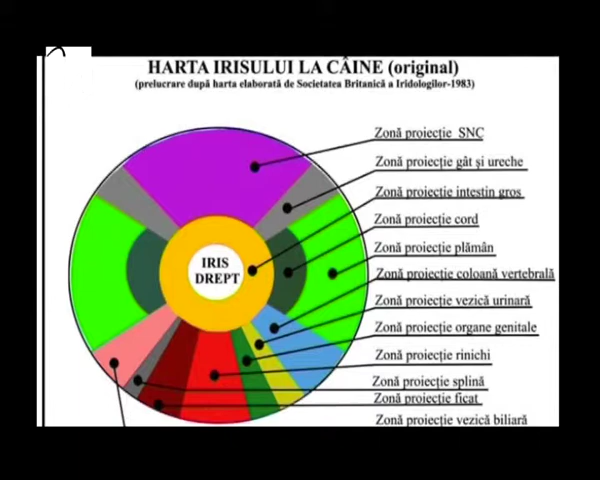 HARTA IRISULUI LA CÂINE (original)
(prelucrare după harta elaborată de Societatea Britanică a Iridologilor-1983)
Zonă proiecție SNC
Zonă proiecție gât și ureche
Zonă proiecție intestin gros
Zonă proiecție cord
Zonă proiecție plămân
Zonă proiecție coloană vertebrală
Zonă proiecție vezică urinară
Zonă proiecție organe genitale
Zonă proiecție rinichi
Zonă proiecție splină
Zonă proiecție ficat
Zonă proiecție vezică biliară
IRIS
DREPT